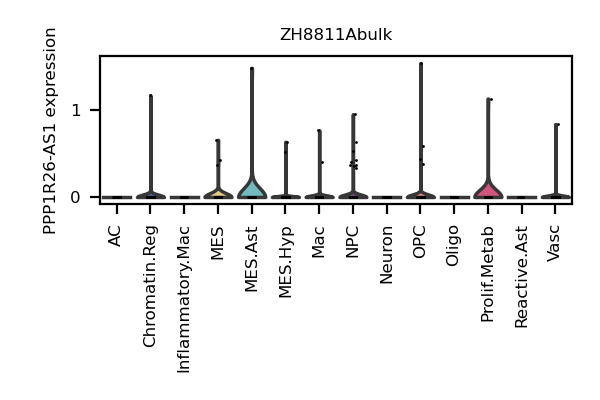 ZH8811Abulk
PPP1R26-AS1 expression
1
0
AC
Chromatin.Reg
Inflammatory.Mac
MES
MES.Ast
MES.Hyp
Mac
NPC
Neuron
OPC
Oligo
Prolif.Metab
Reactive.Ast
Vasc